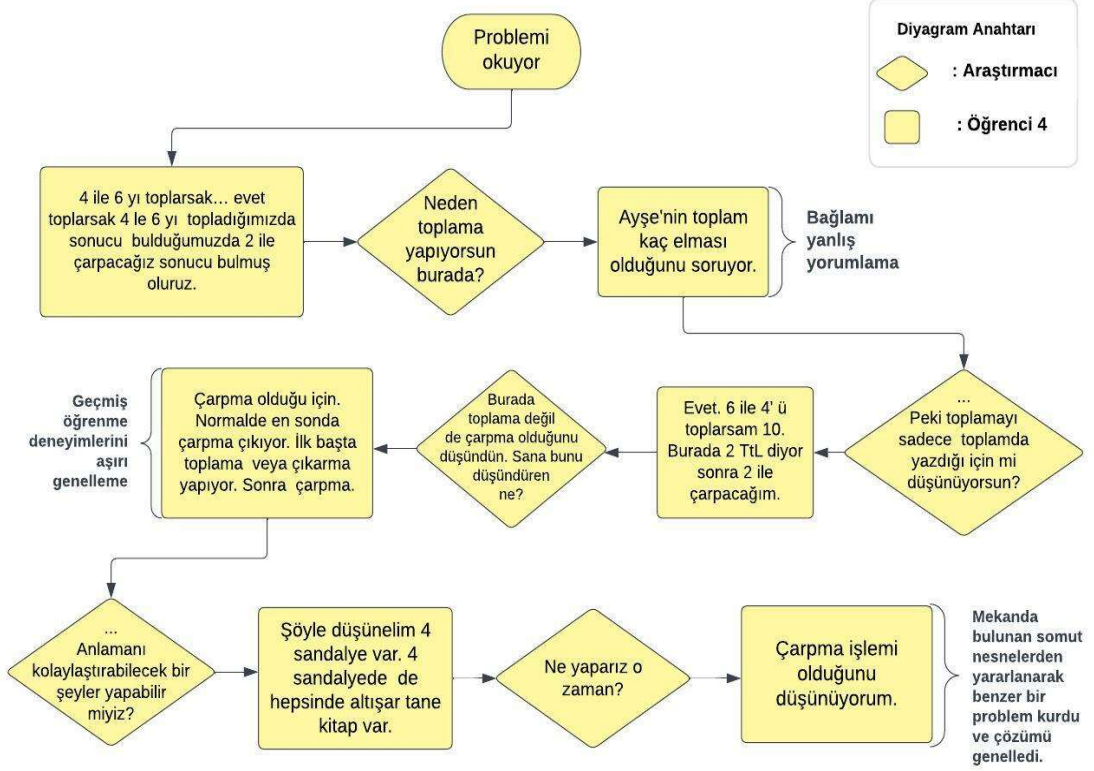 Problemi
okuyor
Diyagram Anahtarı
: Araştırmacı
: Öğrenci 4
4 ile 6 yı toplarsak... evet
toplarsak 4 le 6 yı topladığımızda
sonucu bulduğumuzda 2 ile
çarpacağız sonucu bulmuş
oluruz.
Neden
toplama
yapıyorsun
burada?
Ayşe'nin toplam
kaç elması
olduğunu soruyor.
Bağlamı
yanlış
yorumlama
...
Peki toplamayı
sadece toplamda
yazdığı için mi
düşünüyorsun?
Evet. 6 ile 4' ü
toplarsam 10.
Burada 2 TtL diyor
sonra 2 ile
çarpacağım.
Burada
toplama değil
de çarpma olduğunu
düşündün. Sana bunu
düşündüren
ne?
Çarpma olduğu için.
Normalde en sonda
çarpma çıkıyor. İlk başta
toplama veya çıkarma
yapıyor. Sonra çarpma.
Geçmiş
öğrenme
deneyimlerini
aşırı
genelleme
...
Anlamanı
kolaylaştırabilecek bir
şeyler yapabilir
miyiz?
Şöyle düşünelim 4
sandalye var. 4
sandalyede de
hepsinde altışar tane
kitap var.
Ne yaparız o
zaman?
Çarpma işlemi
olduğunu
düşünüyorum.
Mekanda
bulunan somut
nesnelerden
yararlanarak
benzer bir
problem kurdu
ve çözümü
genelledi.